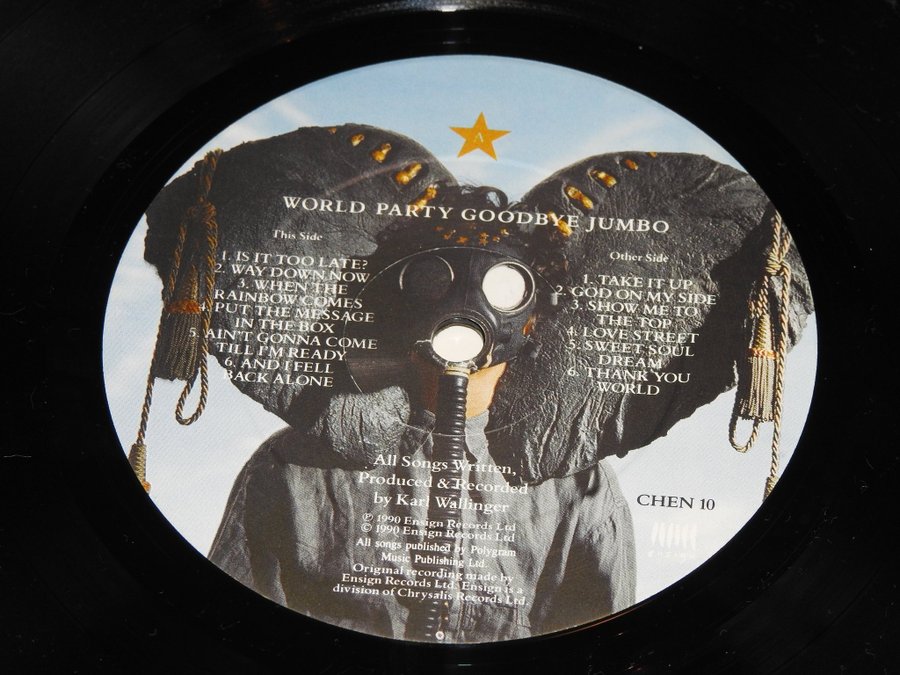 A
WORLD PARTY GOODBYE JUMBO
This Side
1. IS IT TOO LATE?
2. WAY DOWN NOW
3. WHEN THE
RAINBOW COMES
4. PUT THE MESSAGE
IN THE BOX
5. AIN'T GONNA COME
TILL I'M READY
6. AND I FELL
BACK ALONE
Other Side
1. TAKE IT UP
2. GOD ON MY SIDE
3. SHOW ME TO
THE TOP
4. LOVE STREET
5. SWEET SOUL
DREAM
6. THANK YOU
WORLD
All Songs Written,
Produced & Recorded
by Karl Wallinger
℗ 1990 Ensign Records Ltd
© 1990 Ensign Records Ltd
All songs published by Polygram
Music Publishing Ltd.
Original recording made by
Ensign Records Ltd. Ensign is a
division of Chrysalis Records Ltd.
CHEN 10
ensign